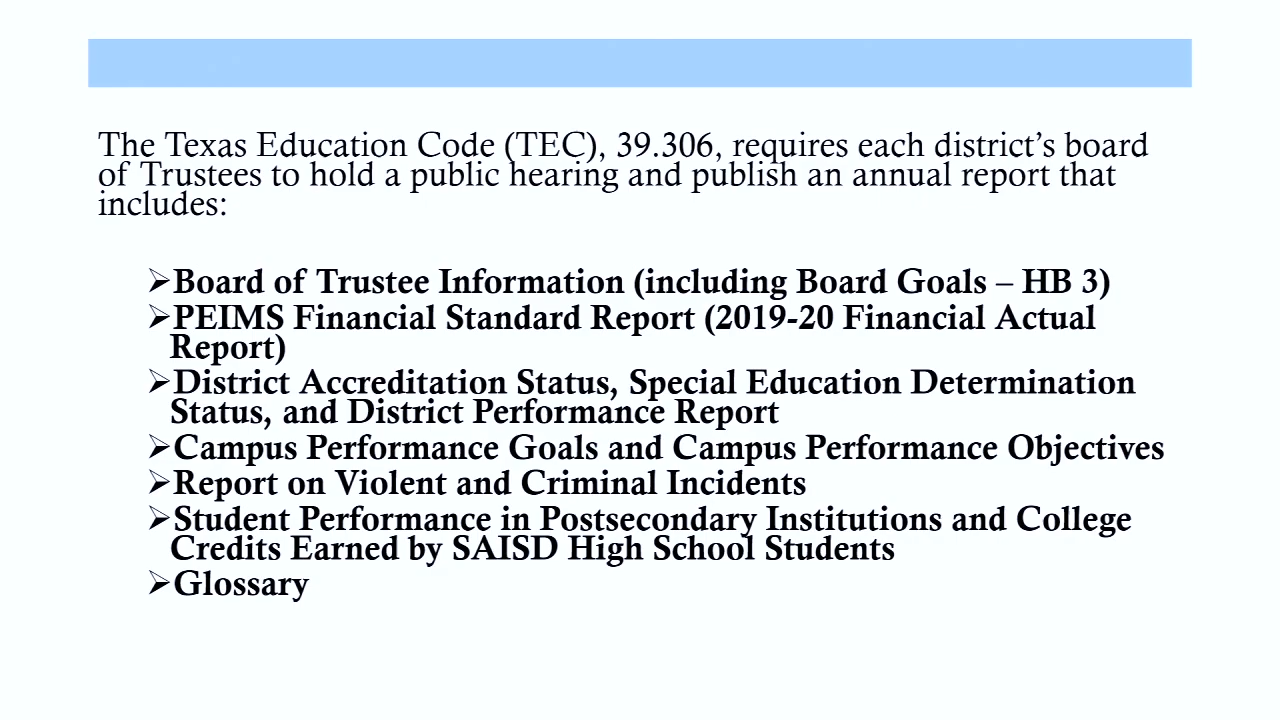 The Texas Education Code (TEC), 39.306, requires each district’s board
of Trustees to hold a public hearing and publish an annual report that
includes:
➢Board of Trustee Information (including Board Goals – HB 3)
➢PEIMS Financial Standard Report (2019-20 Financial Actual
Report)
➢District Accreditation Status, Special Education Determination
Status, and District Performance Report
➢Campus Performance Goals and Campus Performance Objectives
➢Report on Violent and Criminal Incidents
➢Student Performance in Postsecondary Institutions and College
Credits Earned by SAISD High School Students
➢Glossary